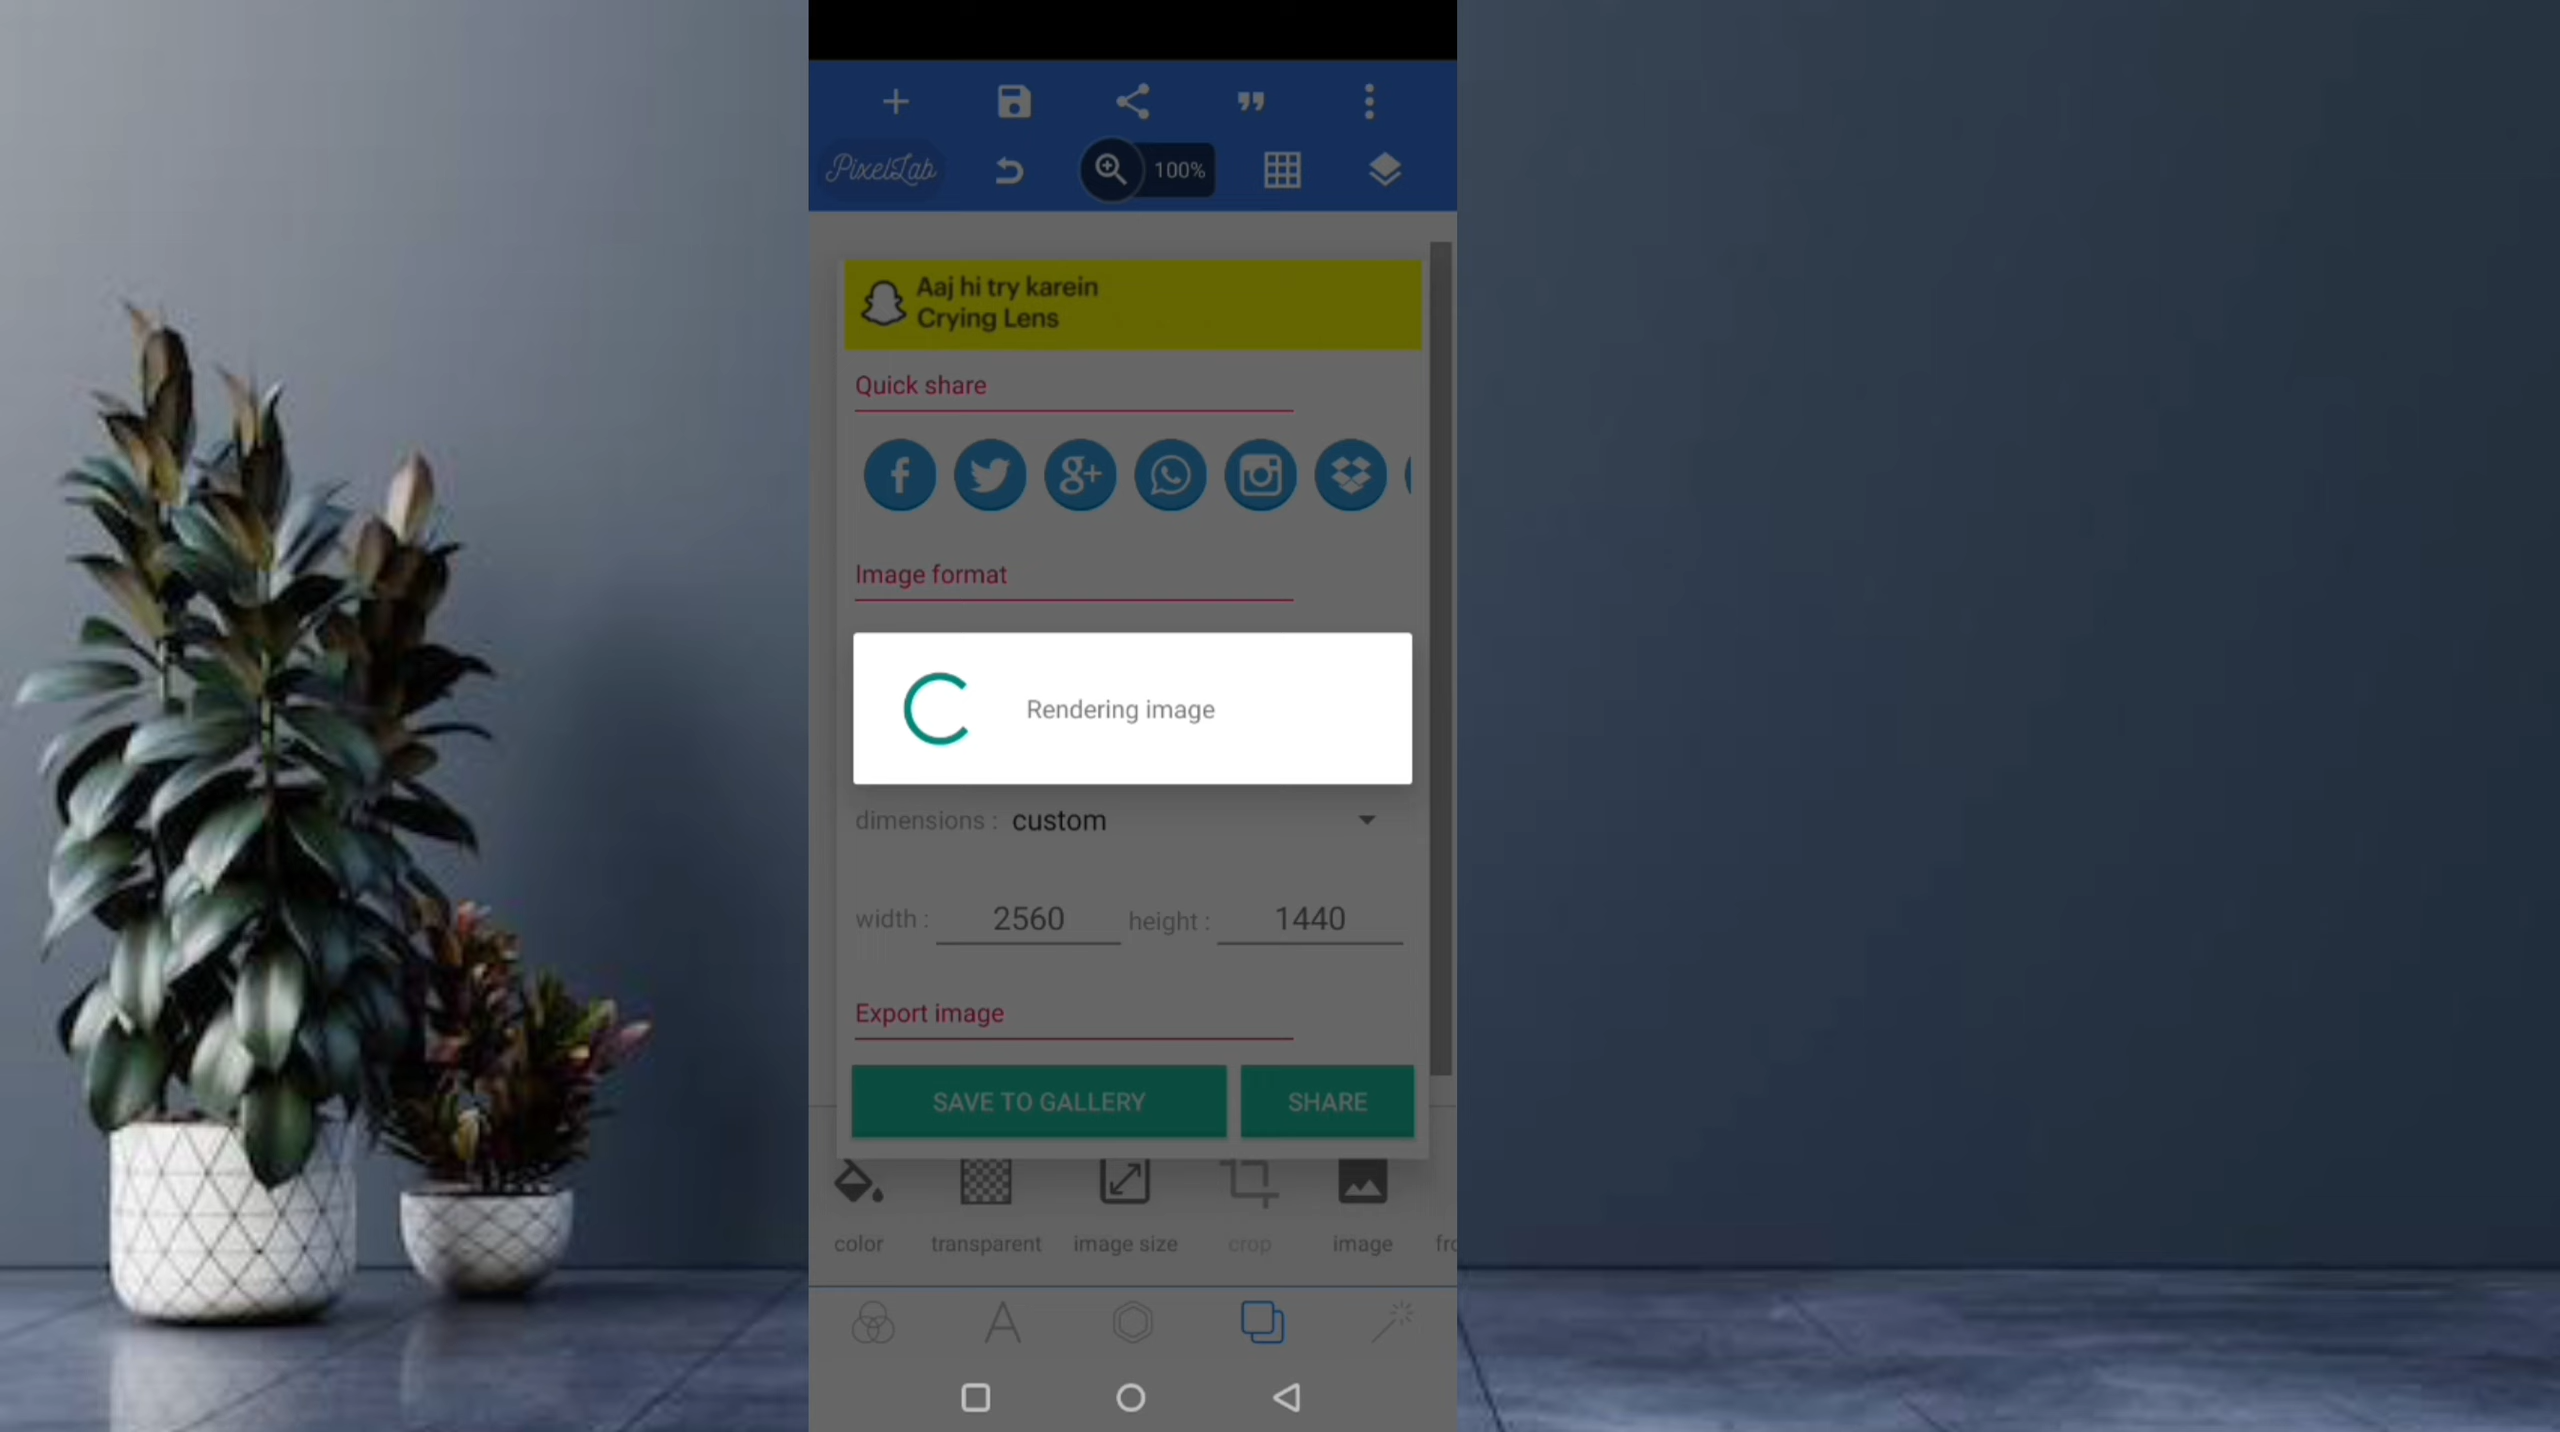 PixelLab
100%
Aaj hi try karein
Crying Lens
Quick share
Image format
Rendering image
dimensions : custom
width : 2560 height : 1440
Export image
SAVE TO GALLERY SHARE
color transparent image size crop image